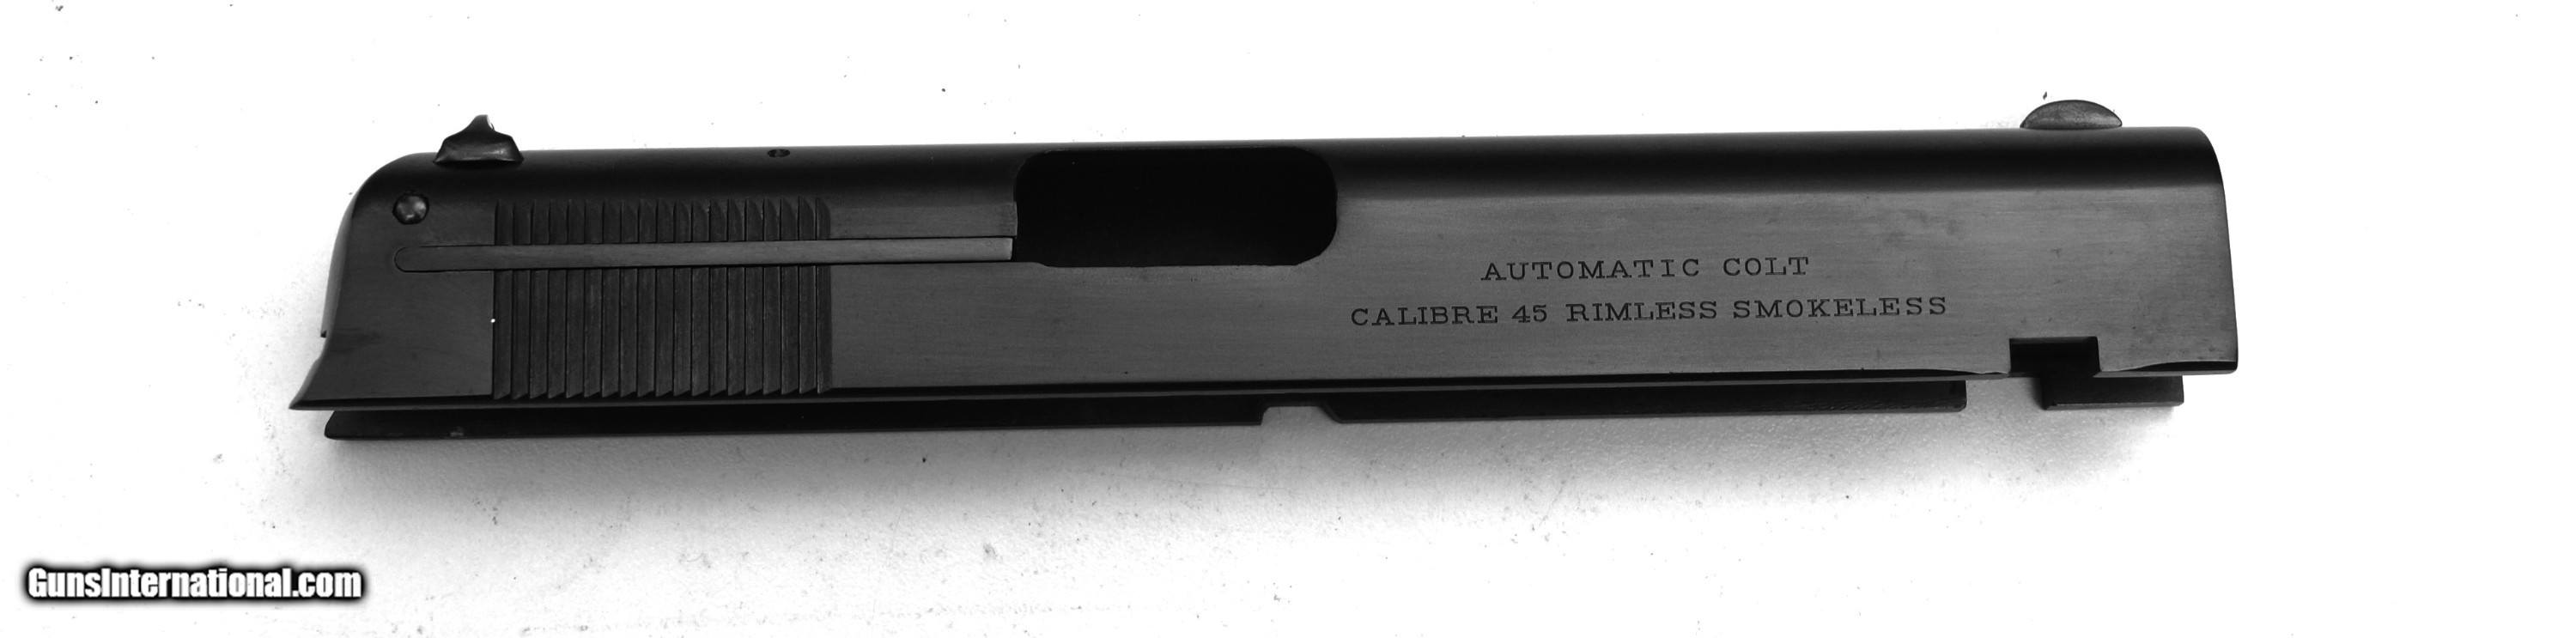 AUTOMATIC COLT
CALIBRE 45 RIMLESS SMOKELESS
GunsInternational.com